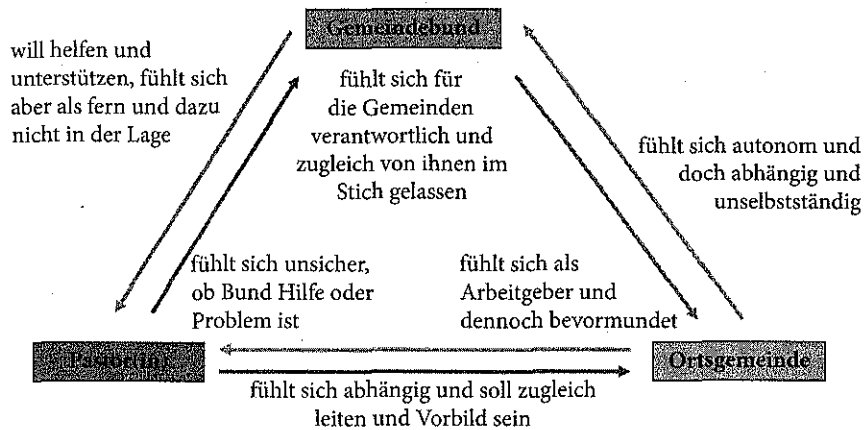 Gemeindebund
will helfen und
unterstützen, fühlt sich
aber als fern und dazu
nicht in der Lage
fühlt sich für
die Gemeinden
verantwortlich und
zugleich von ihnen im
Stich gelassen
fühlt sich autonom und
doch abhängig und
unselbstständig
fühlt sich unsicher,
ob Bund Hilfe oder
Problem ist
fühlt sich als
Arbeitgeber und
dennoch bevormundet
Pastor(in)
Ortsgemeinde
fühlt sich abhängig und soll zugleich
leiten und Vorbild sein